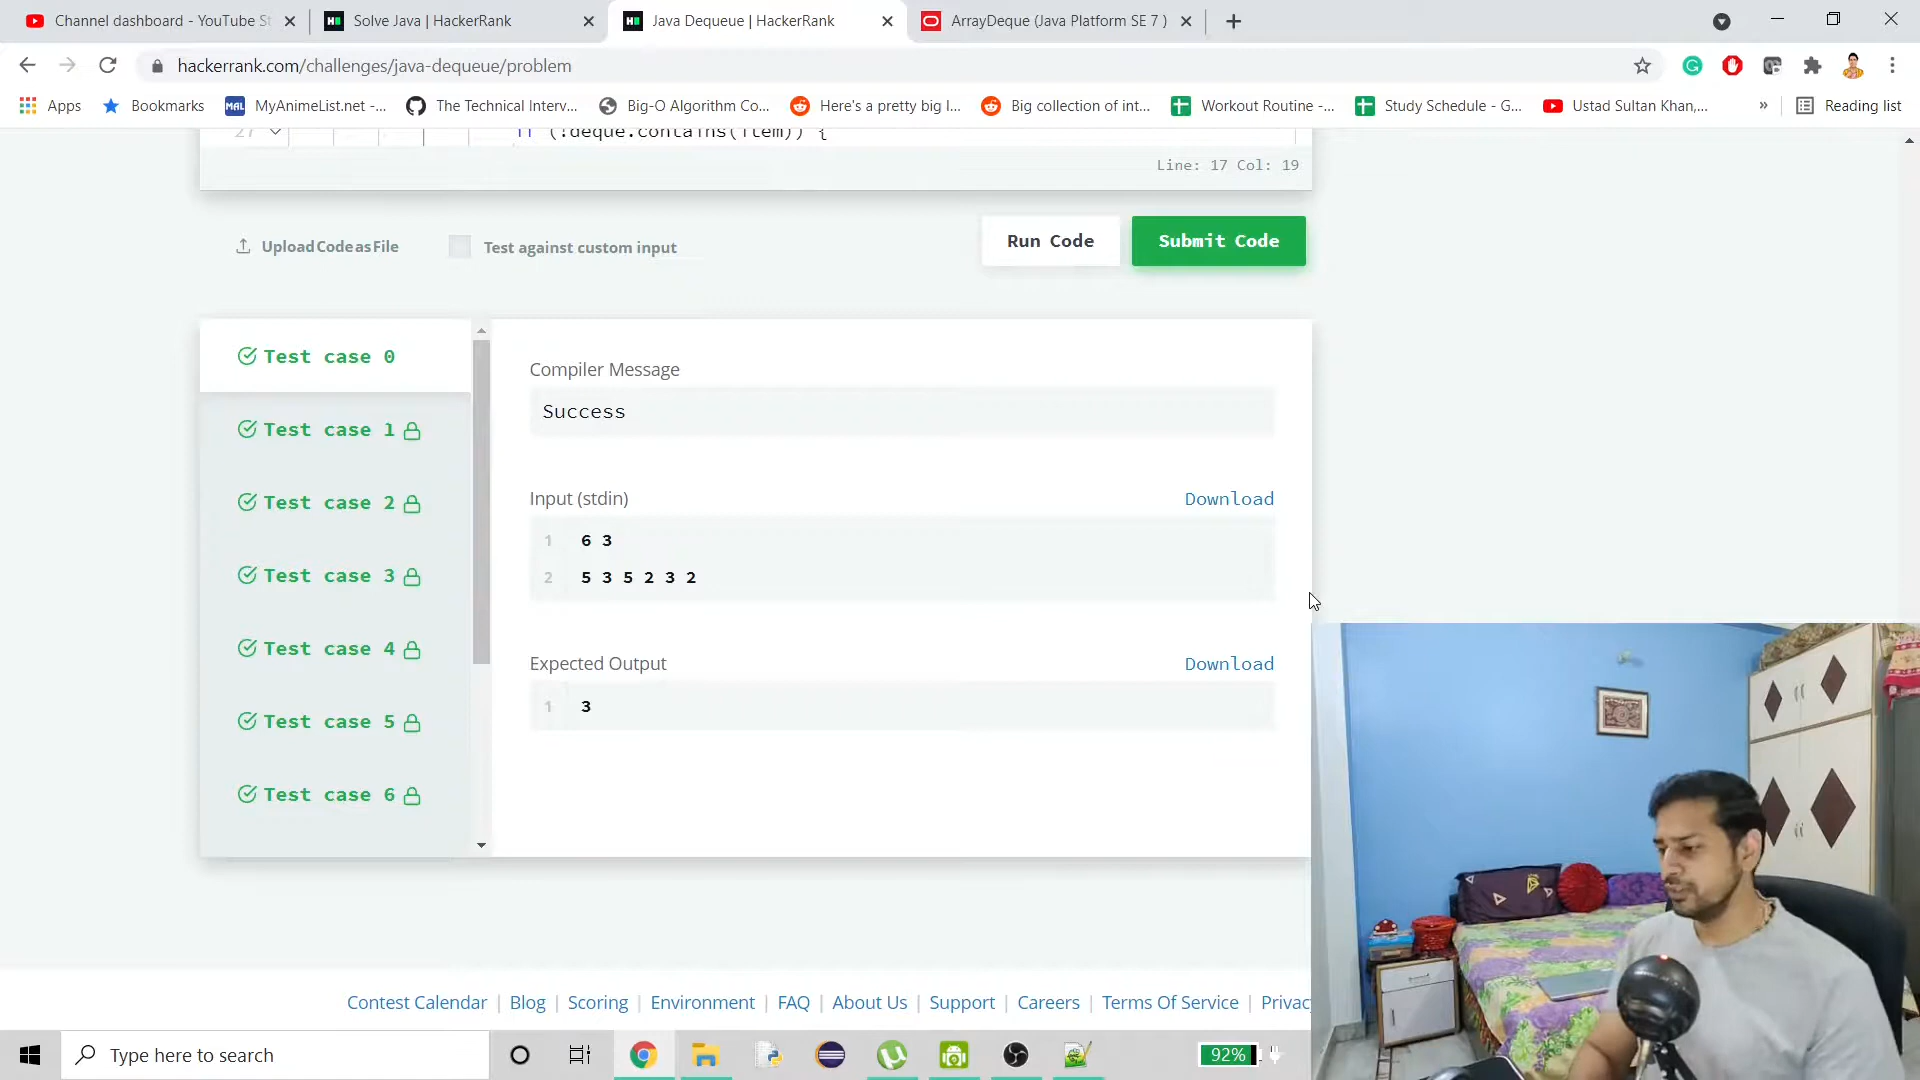 Channel dashboard - YouTube St
Solve Java | HackerRank
Java Dequeue | HackerRank
ArrayDeque (Java Platform SE 7 )
hackerrank.com/challenges/java-dequeue/problem
Apps
Bookmarks
MyAnimeList.net -...
The Technical Interv...
Big-O Algorithm Co...
Here's a pretty big l...
Big collection of int...
Workout Routine -...
Study Schedule - G...
Ustad Sultan Khan,...
»
Reading list
27 if (!deque.contains(item)) {
Line: 17 Col: 19
Upload Code as File
Test against custom input
Run Code
Submit Code
Test case 0
Test case 1
Test case 2
Test case 3
Test case 4
Test case 5
Test case 6
Compiler Message
Success
Input (stdin)
Download
1 6 3
2 5 3 5 2 3 2
Expected Output
Download
1 3
Contest Calendar | Blog | Scoring | Environment | FAQ | About Us | Support | Careers | Terms Of Service | Privac
Type here to search
92%